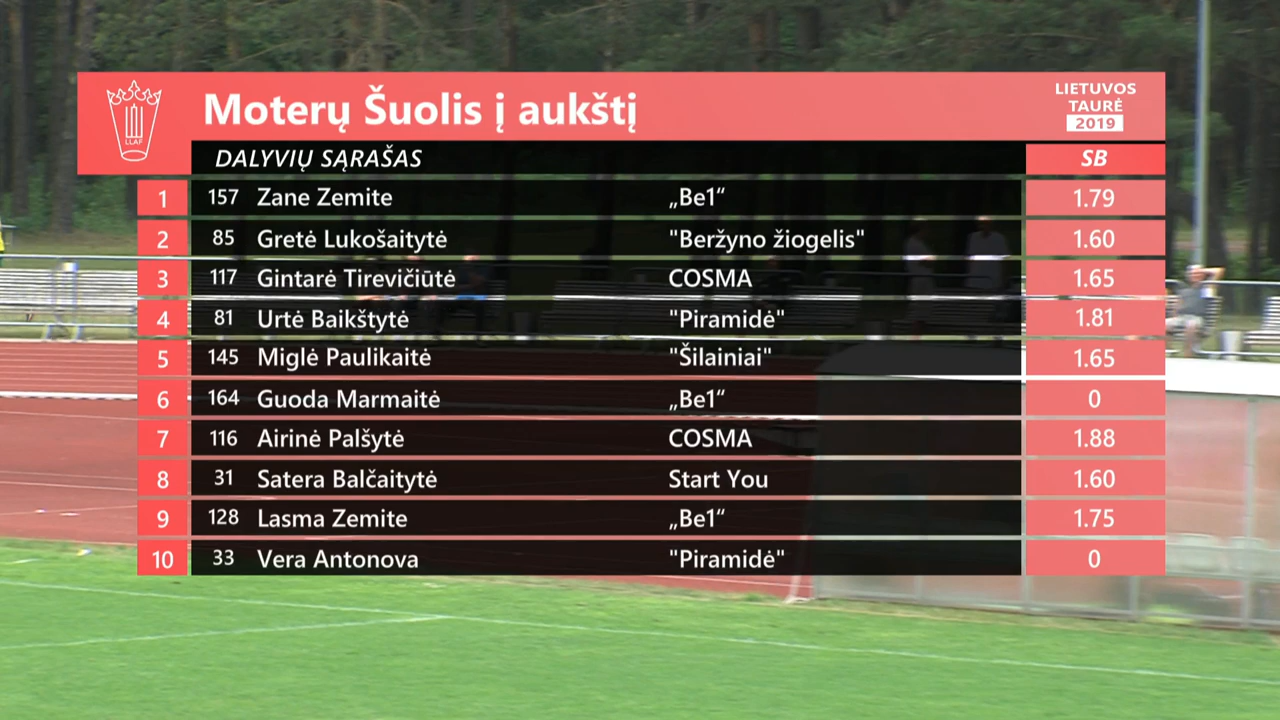 Moterų Šuolis į aukštį
LIETUVOS
TAURĖ
2019
LLAF
DALYVIŲ SĄRAŠAS SB
1 157 Zane Zemite „Be1“ 1.79
2 85 Gretė Lukošaitytė "Beržyno žiogelis" 1.60
3 117 Gintarė Tirevičiūtė COSMA 1.65
4 81 Urtė Baikštytė "Piramidė" 1.81
5 145 Miglė Paulikaitė "Šilainiai" 1.65
6 164 Guoda Marmaitė „Be1“ 0
7 116 Airinė Palšytė COSMA 1.88
8 31 Satera Balčaitytė Start You 1.60
9 128 Lasma Zemite „Be1“ 1.75
10 33 Vera Antonova "Piramidė" 0